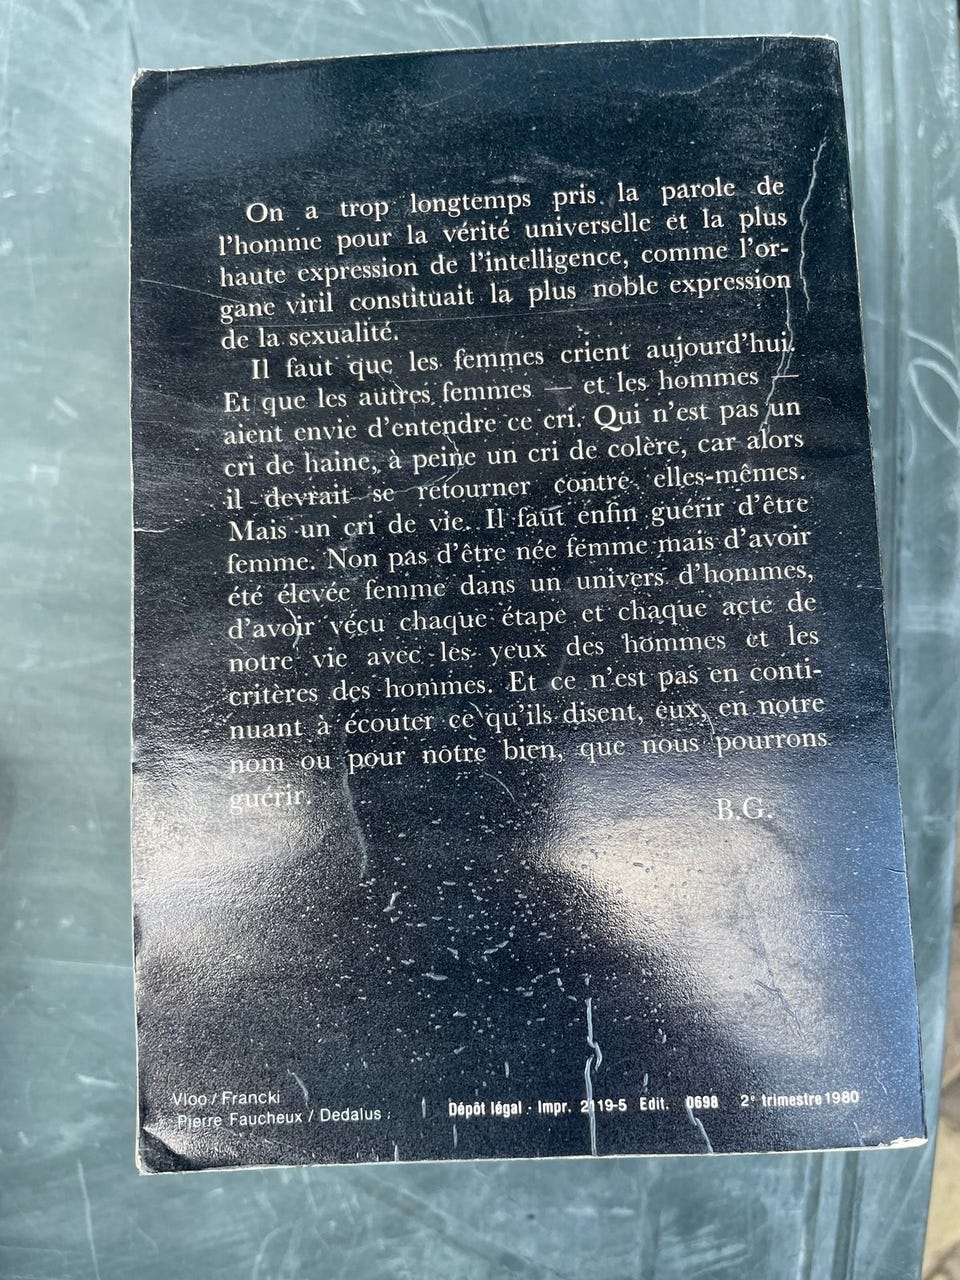 On a trop longtemps pris la parole de
l'homme pour la vérité universelle et la plus
haute expression de l'intelligence, comme l'or-
gane viril constituait la plus noble expression
de la sexualité.
Il faut que les femmes crient aujourd'hui.
Et que les autres femmes — et les hommes —
aient envie d'entendre ce cri. Qui n'est pas un
cri de haine, à peine un cri de colère, car alors
il devrait se retourner contre elles-mêmes.
Mais un cri de vie. Il faut enfin guérir d'être
femme. Non pas d'être née femme mais d'avoir
été élevée femme dans un univers d'hommes,
d'avoir vécu chaque étape et chaque acte de
notre vie avec les yeux des hommes et les
critères des hommes. Et ce n'est pas en conti-
nuant à écouter ce qu'ils disent, eux, en notre
nom ou pour notre bien, que nous pourrons
guérir.
B.G.
Vloo / Francki
Pierre Faucheux / Dedalus
Dépôt légal - Impr. 2119-5 Edit. 0698 2e trimestre 1980